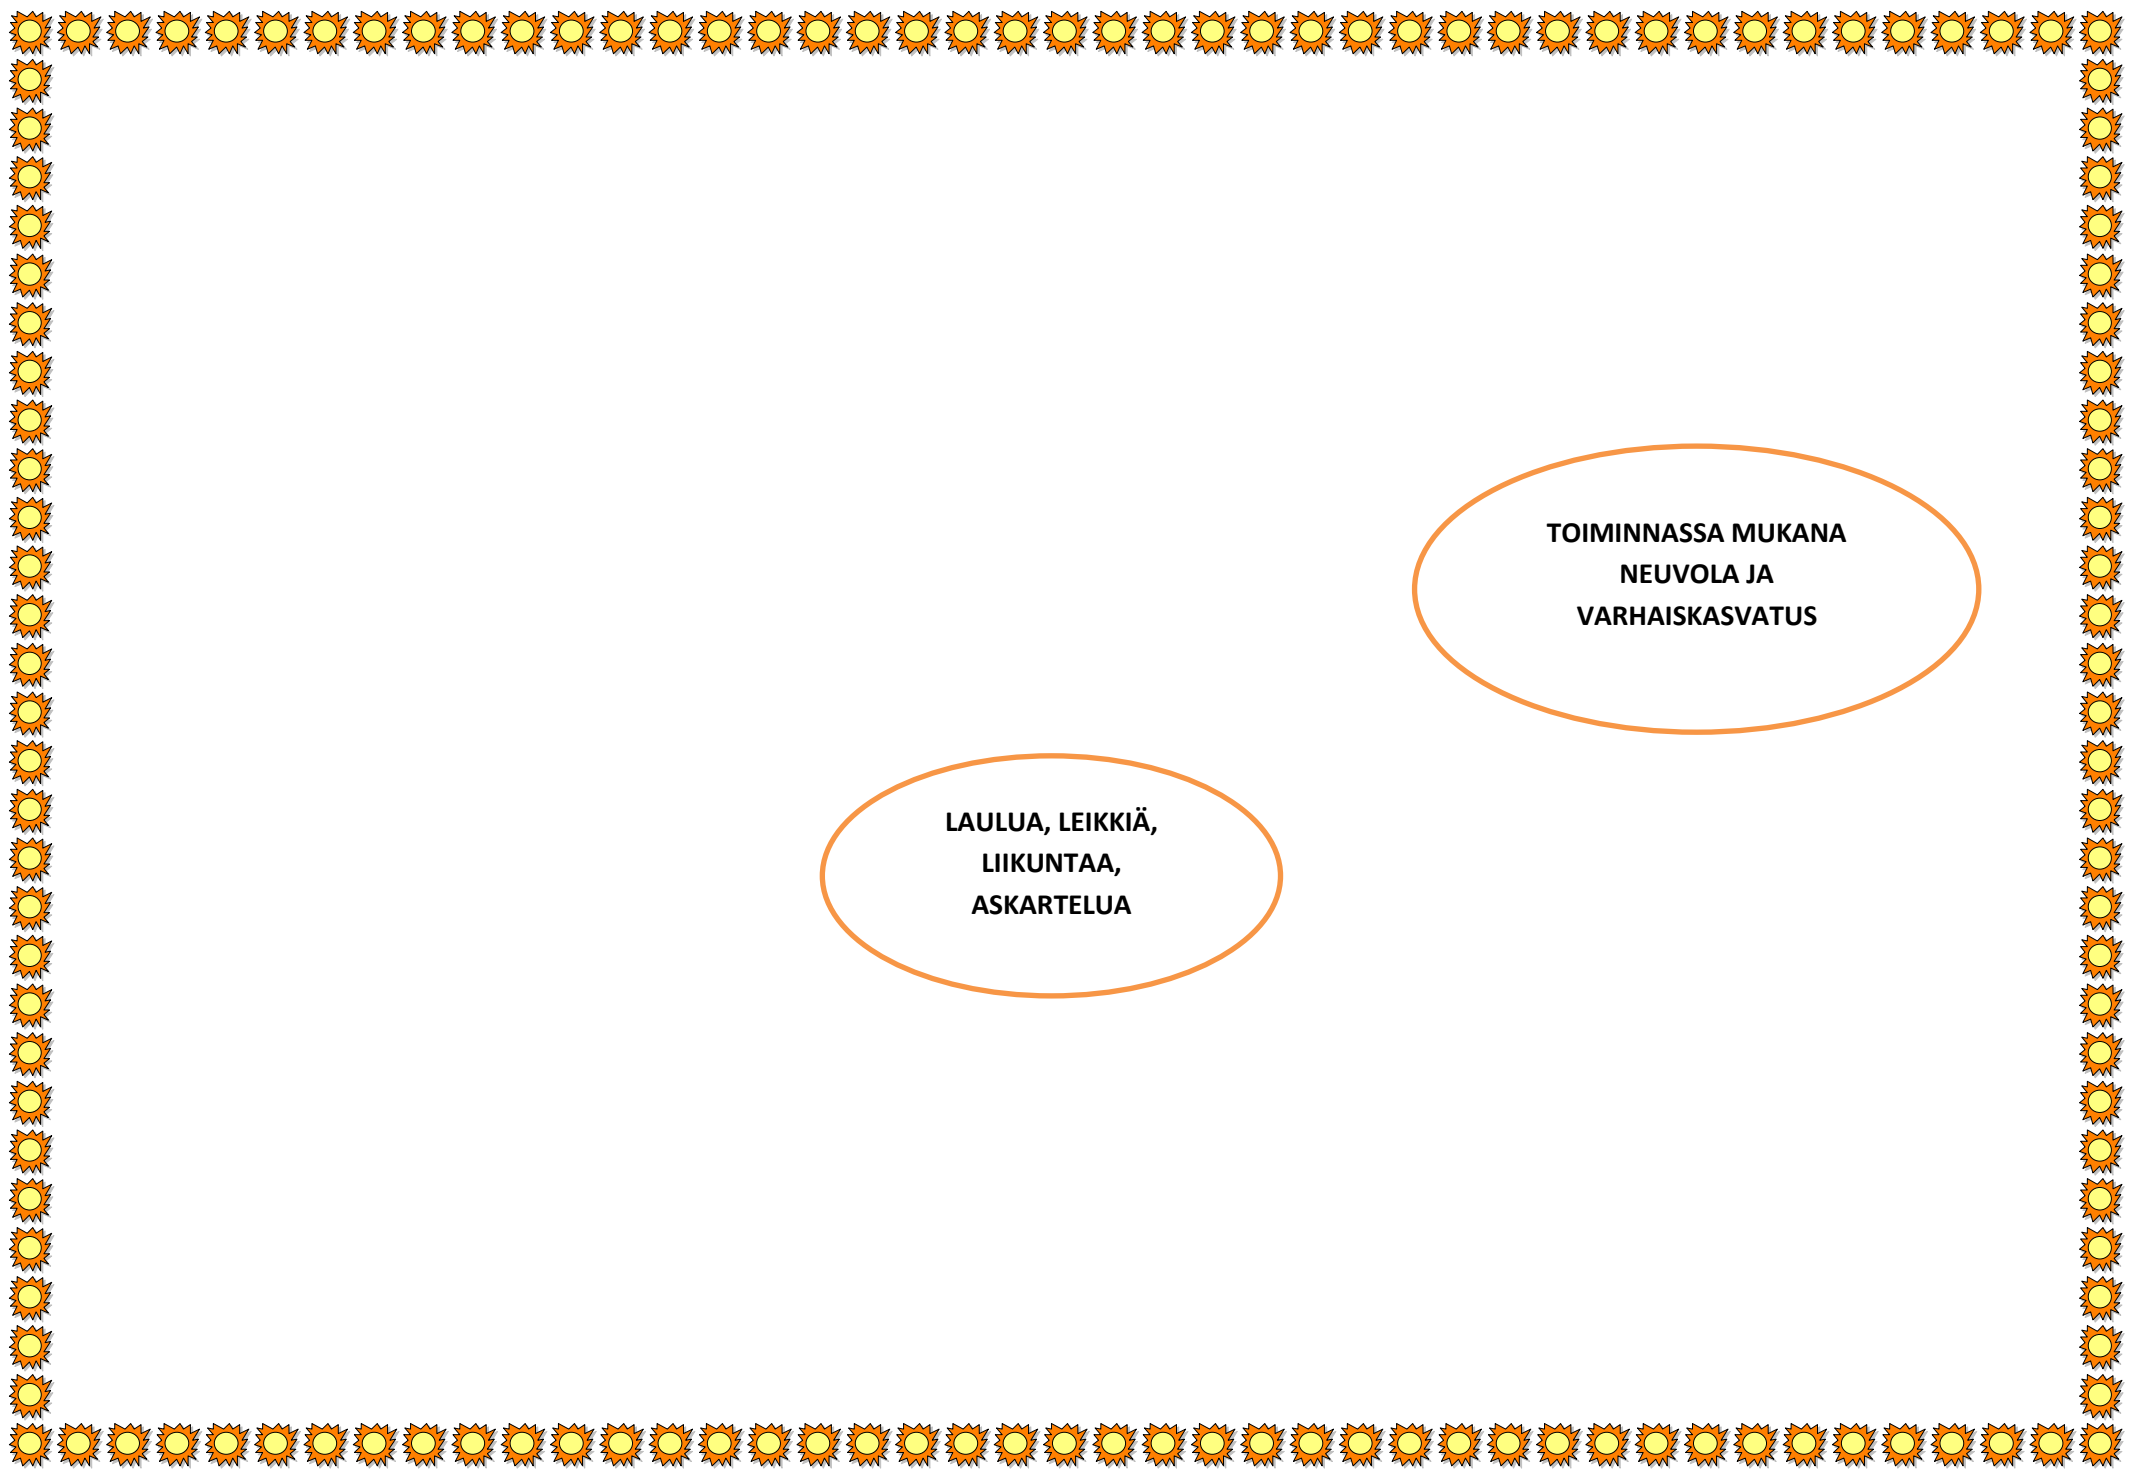 TOIMINNASSA MUKANA
NEUVOLA JA
VARHAISKASVATUS
LAULUA, LEIKKIÄ,
LIIKUNTAA,
ASKARTELUA